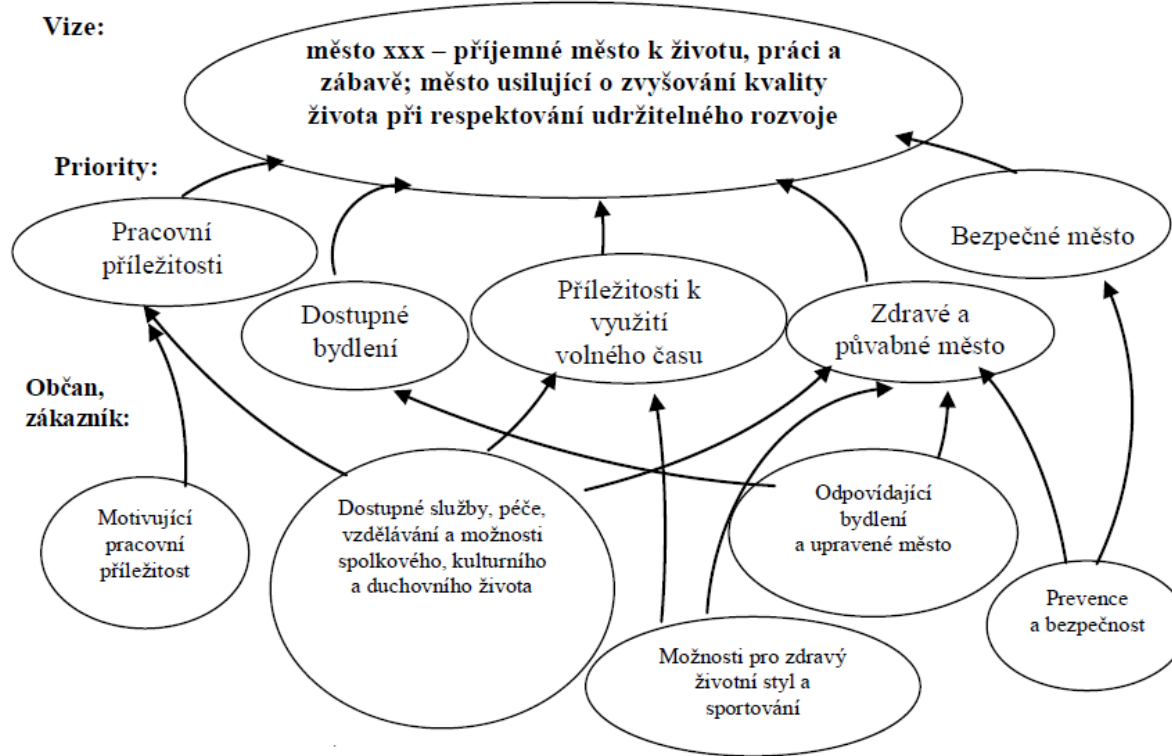 Vize:
město xxx – příjemné město k životu, práci a
zábavě; město usilující o zvyšování kvality
života při respektování udržitelného rozvoje
Priority:
Pracovní
příležitosti
Dostupné
bydlení
Příležitosti k
využití
volného času
Zdravé a
půvabné město
Bezpečné město
Občan,
zákazník:
Motivující
pracovní
příležitost
Dostupné služby, péče,
vzdělávání a možnosti
spolkového, kulturního
a duchovního života
Možnosti pro zdravý
životní styl a
sportování
Odpovídající
bydlení
a upravené město
Prevence
a bezpečnost